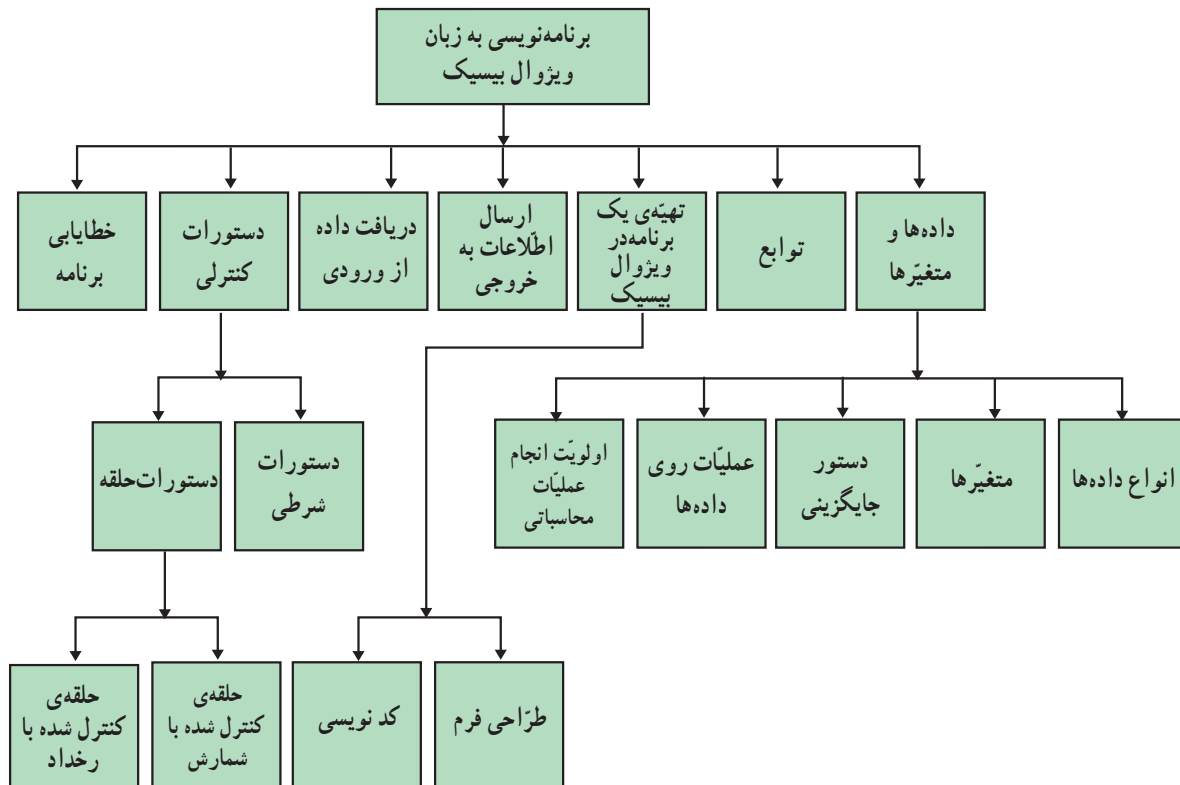 برنامه‌نویسی به زبان
ویژوال بیسیک
داده‌ها و
متغیّرها
توابع
تهیّه‌ی یک
برنامه‌در
ویژوال
بیسیک
ارسال
اطّلاعات به
خروجی
دریافت داده
از ورودی
دستورات
کنترلی
خطایابی
برنامه
انواع داده‌ها
متغیّرها
دستور
جایگزینی
عملیّات روی
داده‌ها
اولویّت انجام
عملیّات
محاسباتی
دستورات
شرطی
دستورات‌حلقه
طرّاحی فرم
کد نویسی
حلقه‌ی
کنترل شده با
شمارش
حلقه‌ی
کنترل شده با
رخداد